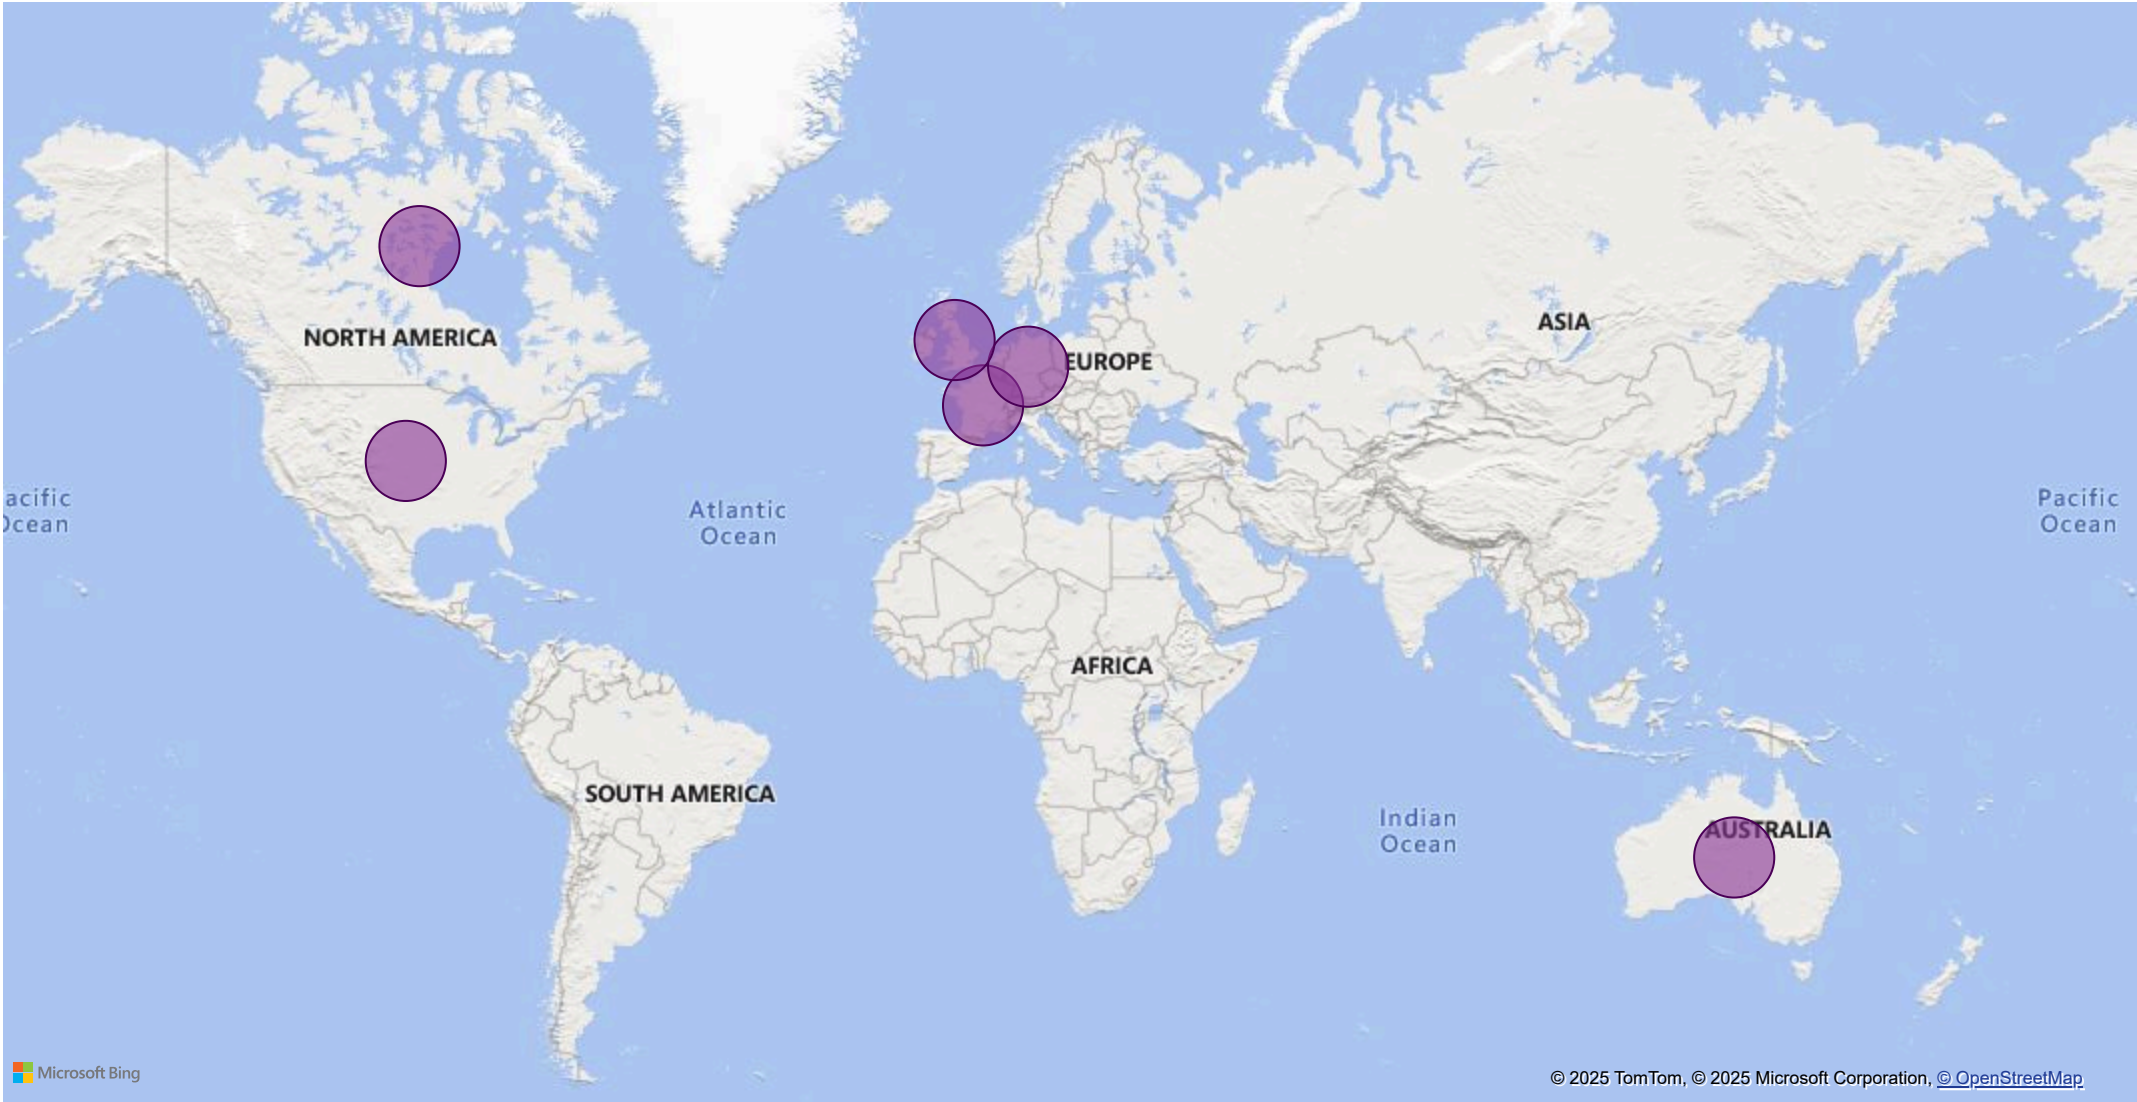 NORTH AMERICA
ASIA
EUROPE
acific
Ocean
Atlantic
Ocean
Pacific
Ocean
AFRICA
SOUTH AMERICA
Indian
Ocean
AUSTRALIA
Microsoft Bing
© 2025 TomTom, © 2025 Microsoft Corporation, © OpenStreetMap